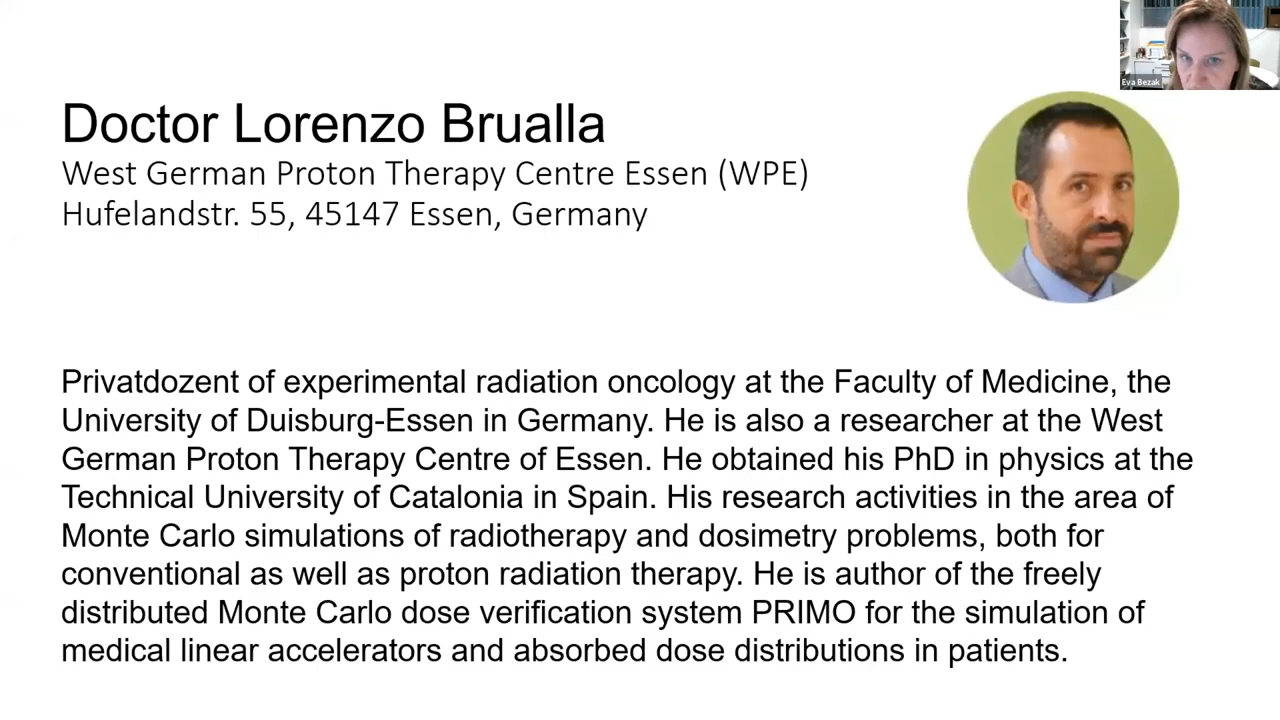 Eva Bezak
Doctor Lorenzo Brualla
West German Proton Therapy Centre Essen (WPE)
Hufelandstr. 55, 45147 Essen, Germany
Privatdozent of experimental radiation oncology at the Faculty of Medicine, the
University of Duisburg-Essen in Germany. He is also a researcher at the West
German Proton Therapy Centre of Essen. He obtained his PhD in physics at the
Technical University of Catalonia in Spain. His research activities in the area of
Monte Carlo simulations of radiotherapy and dosimetry problems, both for
conventional as well as proton radiation therapy. He is author of the freely
distributed Monte Carlo dose verification system PRIMO for the simulation of
medical linear accelerators and absorbed dose distributions in patients.